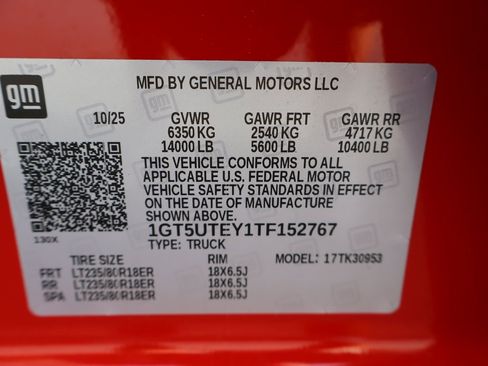 gm
MFD BY GENERAL MOTORS LLC
10/25 GVWR GAWR FRT GAWR RR
6350 KG 2540 KG 4717 KG
14000 LB 5600 LB 10400 LB
THIS VEHICLE CONFORMS TO ALL
APPLICABLE U.S. FEDERAL MOTOR
VEHICLE SAFETY STANDARDS IN EFFECT
ON THE DATE OF MANUFACTURE
SHOWN ABOVE.
130X
1GT5UTEY1TF152767
TYPE: TRUCK
TIRE SIZE RIM MODEL: 17TK30953
FRT LT235/80R18ER 18X6.5J
RR LT235/80R18ER 18X6.5J
SPA LT235/80R18ER 18X6.5J